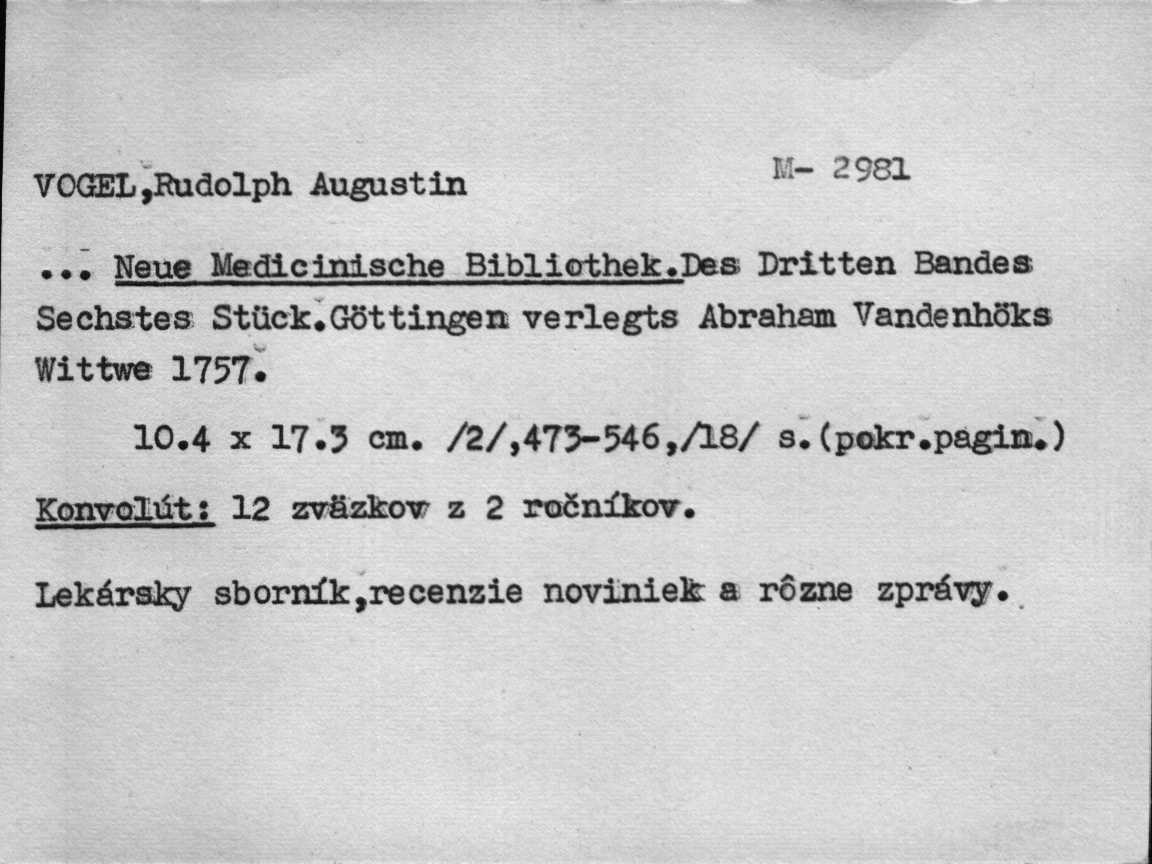 VOGEL,Rudolph Augustin M- 2981
... Neue Medicinische Bibliothek.Des Dritten Bandes
Sechstes Stück.Göttingen verlegts Abraham Vandenhöks
Wittwe 1757.
10.4 x 17.3 cm. /2/,473-546,/18/ s.(pokr.pagin.)
Konvolút: 12 zväzkov z 2 ročníkov.
Lekársky sborník,recenzie noviniek a rôzne zprávy.